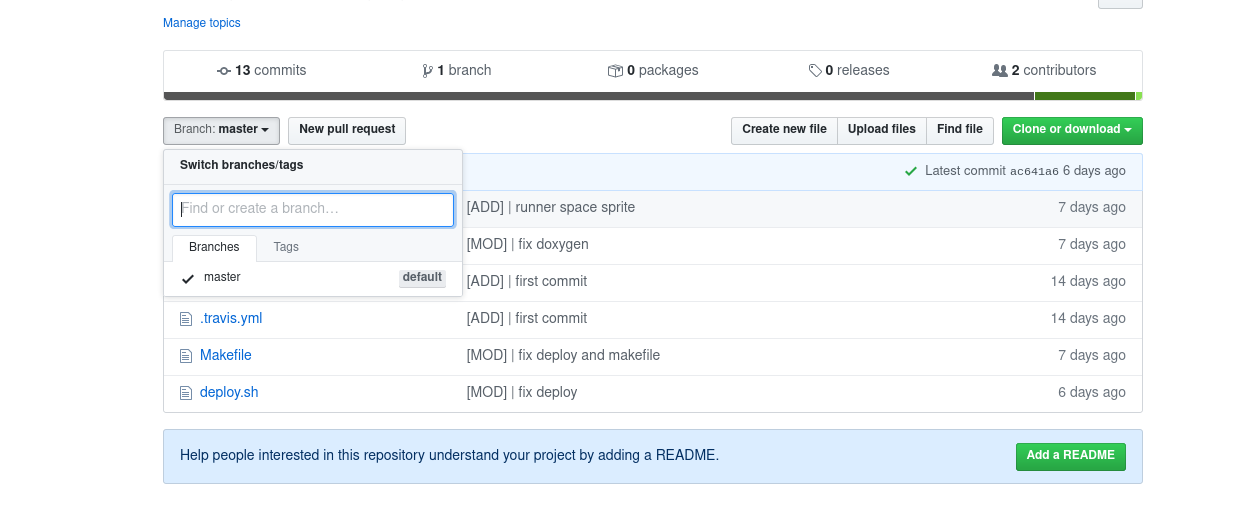 Manage topics
13 commits 1 branch 0 packages 0 releases 2 contributors
Branch: master New pull request Create new file Upload files Find file Clone or download
Switch branches/tags
Latest commit ac641a6 6 days ago
Find or create a branch…
[ADD] | runner space sprite 7 days ago
Branches Tags
[MOD] | fix doxygen 7 days ago
master default
[ADD] | first commit 14 days ago
.travis.yml [ADD] | first commit 14 days ago
Makefile [MOD] | fix deploy and makefile 7 days ago
deploy.sh [MOD] | fix deploy 6 days ago
Help people interested in this repository understand your project by adding a README. Add a README